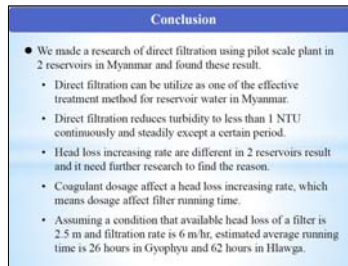 Conclusion
● We made a research of direct filtration using pilot scale plant in
2 reservoirs in Myanmar and found these result.
• Direct filtration can be utilize as one of the effective
treatment method for reservoir water in Myanmar.
• Direct filtration reduces turbidity to less than 1 NTU
continuously and steadily except a certain period.
• Head loss increasing rate are different in 2 reservoirs result
and it need further research to find the reason.
• Coagulant dosage affect a head loss increasing rate, which
means dosage affect filter running time.
• Assuming a condition that available head loss of a filter is
2.5 m and filtration rate is 6 m/hr, estimated average running
time is 26 hours in Gyophyu and 62 hours in Hlawga.